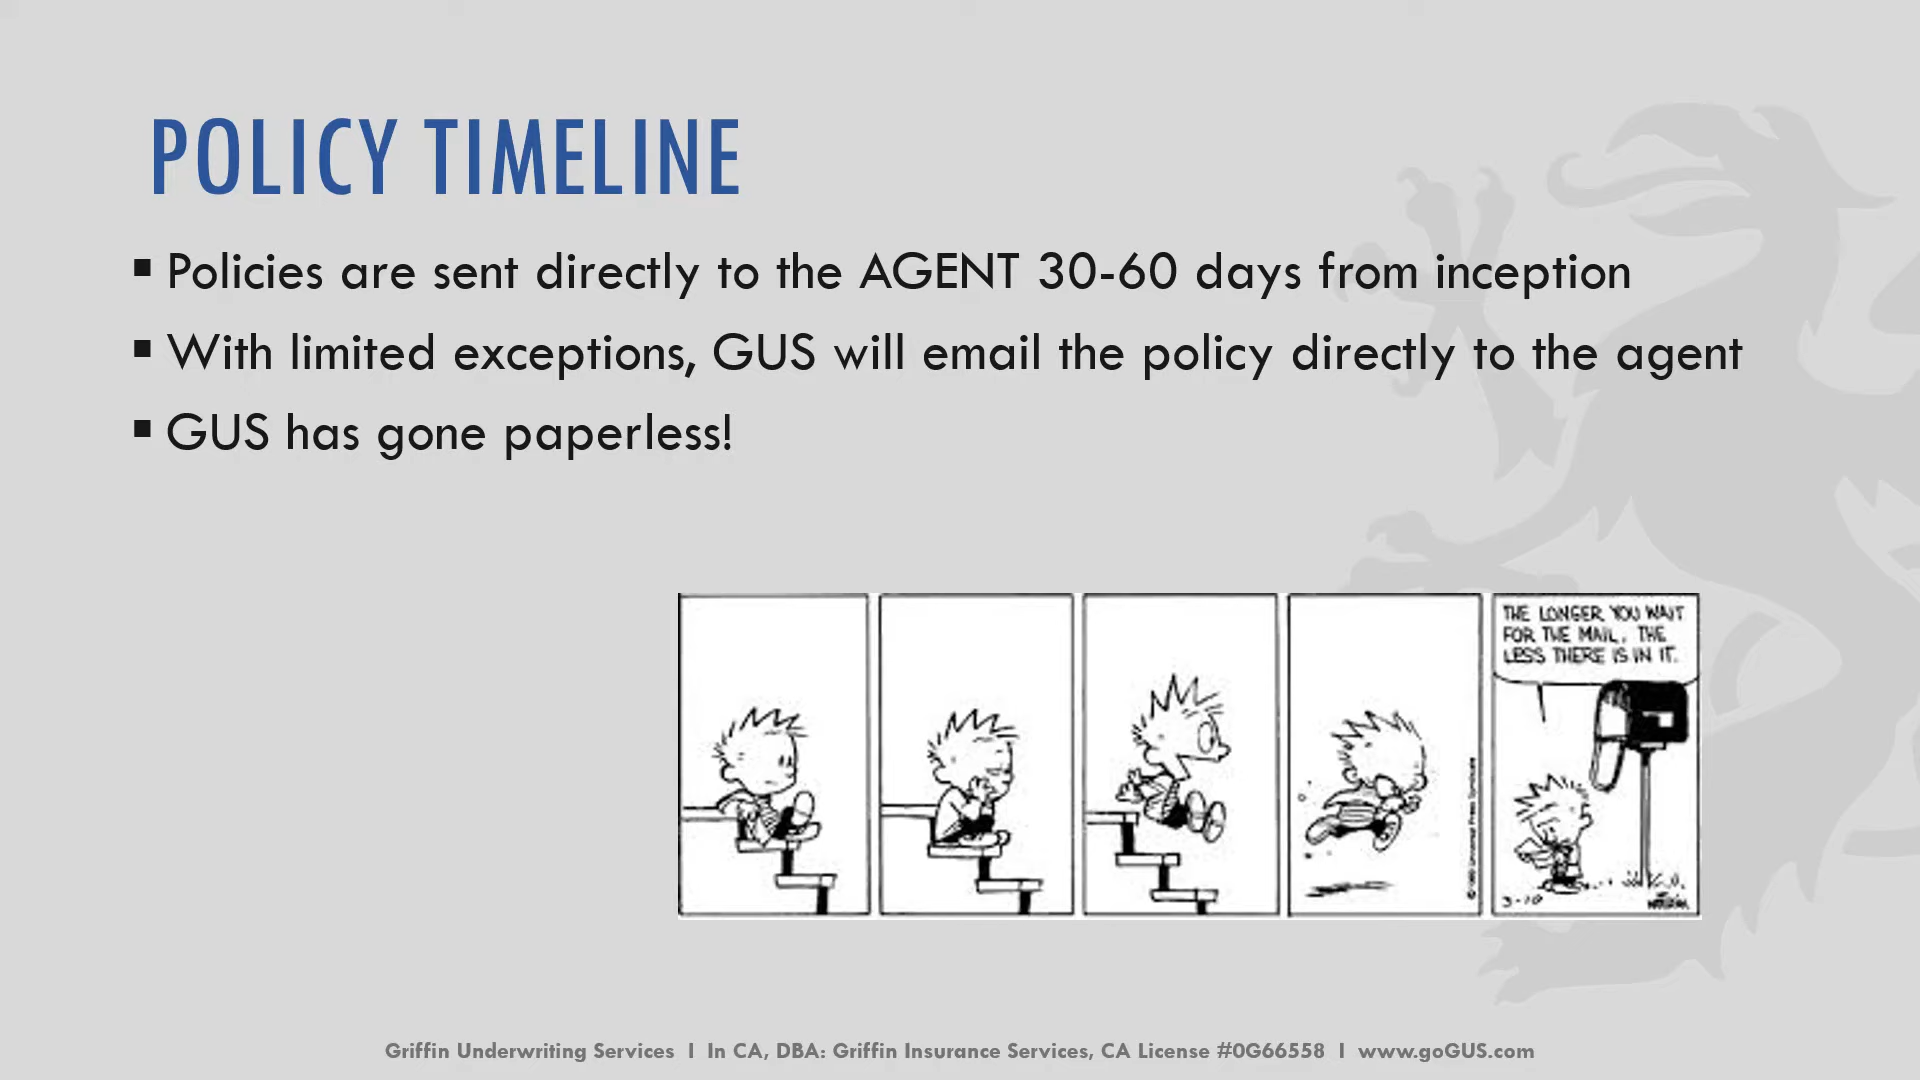 POLICY TIMELINE
▪ Policies are sent directly to the AGENT 30-60 days from inception
▪ With limited exceptions, GUS will email the policy directly to the agent
▪ GUS has gone paperless!
THE LONGER YOU WAIT
FOR THE MAIL, THE
LESS THERE IS IN IT.
3-10
Griffin Underwriting Services I In CA, DBA: Griffin Insurance Services, CA License #0G66558 I www.goGUS.com